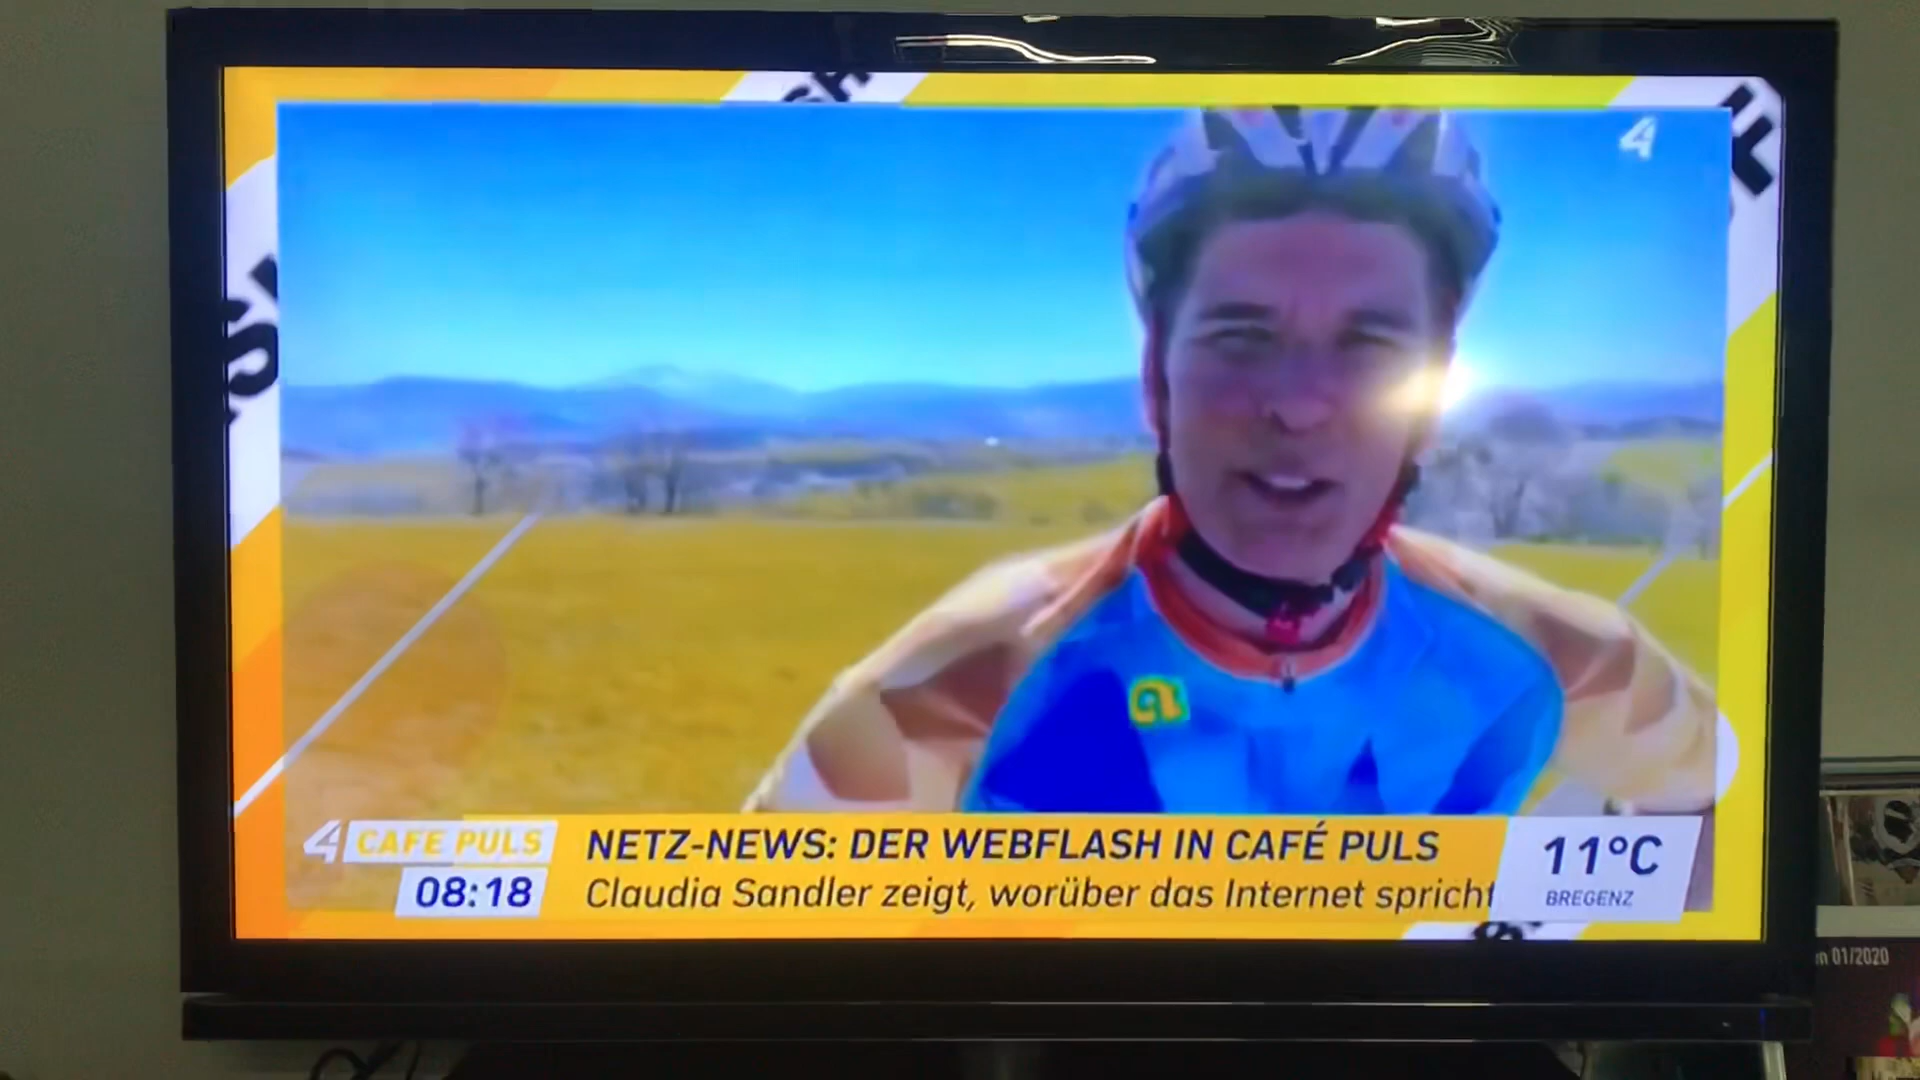 4
4 CAFE PULS
08:18
NETZ-NEWS: DER WEBFLASH IN CAFÉ PULS
Claudia Sandler zeigt, worüber das Internet spricht
11°C
BREGENZ
01/2020